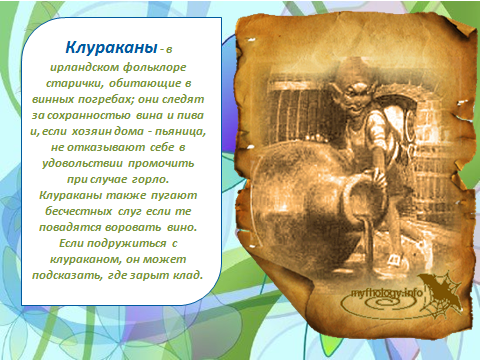 Клураканы - в
ирландском фольклоре
старички, обитающие в
винных погребах; они следят
за сохранностью вина и пива
и, если хозяин дома - пьяница,
не отказывают себе в
удовольствии промочить
при случае горло.
Клураканы также пугают
бесчестных слуг если те
повадятся воровать вино.
Если подружиться с
клураканом, он может
подсказать, где зарыт клад.
myfhology.info